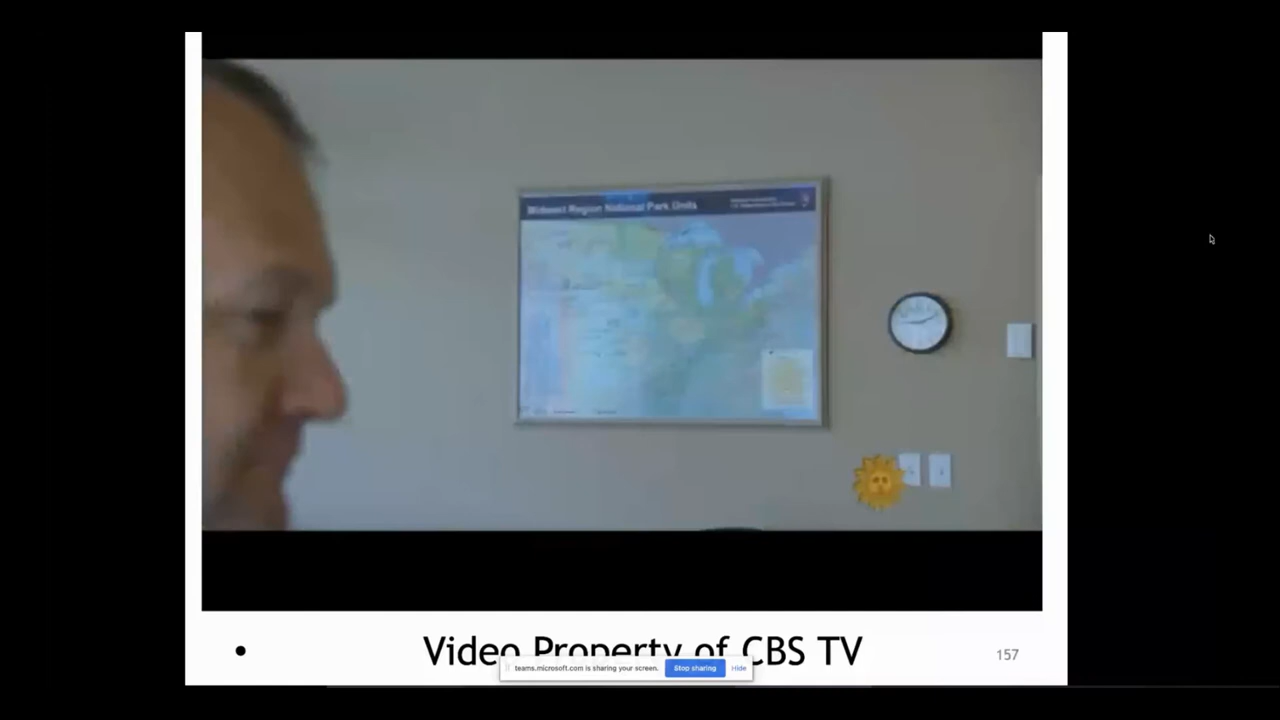 Midwest Region National Park Units
• Video Property of CBS TV
157
teams.microsoft.com is sharing your screen.
Stop sharing
Hide